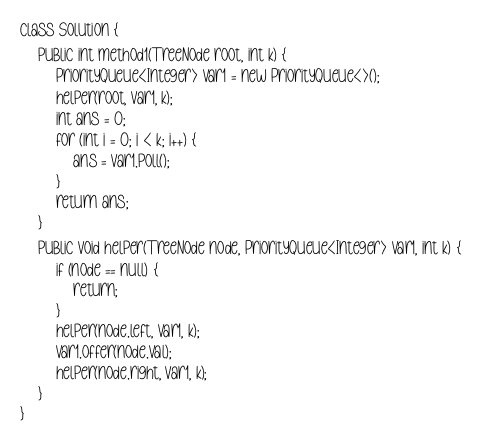 class Solution {
public int method1(TreeNode root, int k) {
PriorityQueue<Integer> var1 = new PriorityQueue<>();
helper(root, var1, k);
int ans = 0;
for (int i = 0; i < k; i++) {
ans = var1.poll();
}
return ans;
}
public void helper(TreeNode node, PriorityQueue<Integer> var1, int k) {
if (node == null) {
return;
}
helper(node.left, var1, k);
var1.offer(node.val);
helper(node.right, var1, k);
}
}